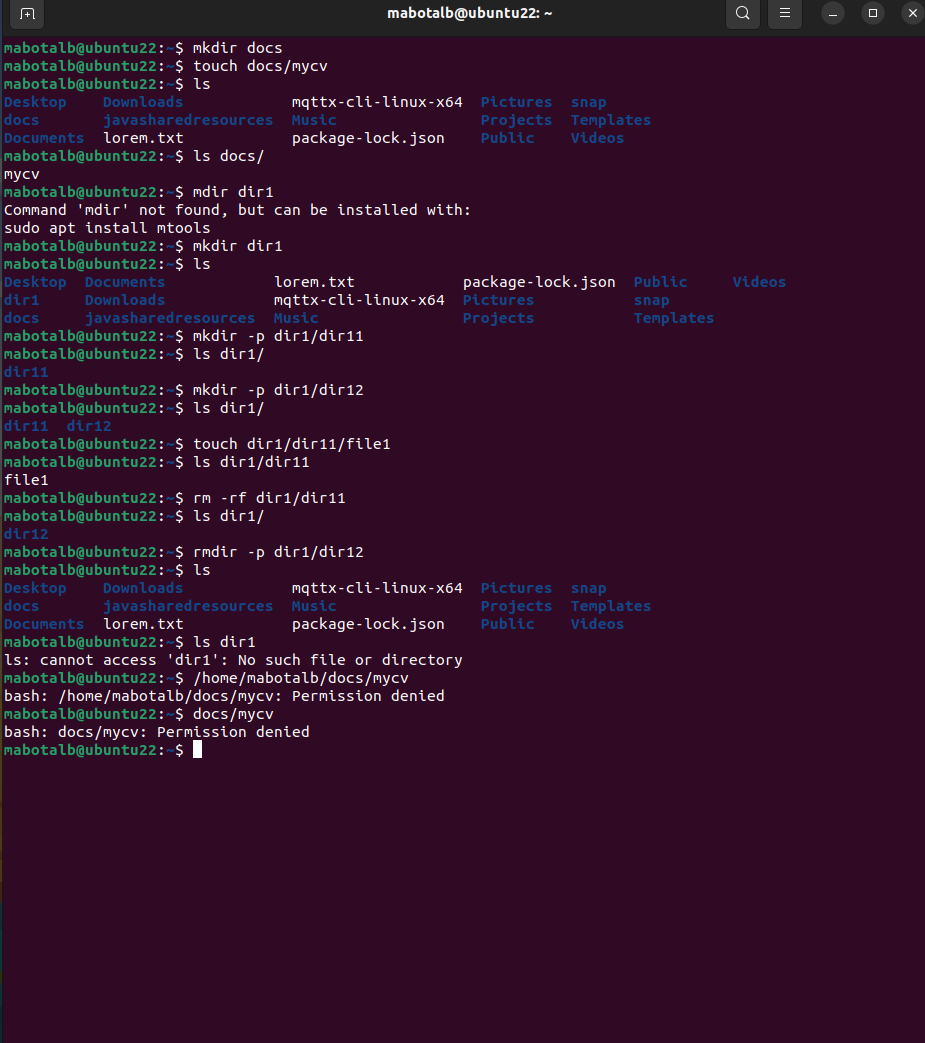 mabotalb@ubuntu22: ~
mabotalb@ubuntu22:~$ mkdir docs
mabotalb@ubuntu22:~$ touch docs/mycv
mabotalb@ubuntu22:~$ ls
Desktop    Downloads            mqttx-cli-linux-x64  Pictures  snap
docs       javasharedresources  Music                Projects  Templates
Documents  lorem.txt            package-lock.json    Public    Videos
mabotalb@ubuntu22:~$ ls docs/
mycv
mabotalb@ubuntu22:~$ mdir dir1
Command 'mdir' not found, but can be installed with:
sudo apt install mtools
mabotalb@ubuntu22:~$ mkdir dir1
mabotalb@ubuntu22:~$ ls
Desktop  Documents            lorem.txt            package-lock.json  Public     Videos
dir1     Downloads            mqttx-cli-linux-x64  Pictures           snap
docs     javasharedresources  Music                Projects           Templates
mabotalb@ubuntu22:~$ mkdir -p dir1/dir11
mabotalb@ubuntu22:~$ ls dir1/
dir11
mabotalb@ubuntu22:~$ mkdir -p dir1/dir12
mabotalb@ubuntu22:~$ ls dir1/
dir11  dir12
mabotalb@ubuntu22:~$ touch dir1/dir11/file1
mabotalb@ubuntu22:~$ ls dir1/dir11
file1
mabotalb@ubuntu22:~$ rm -rf dir1/dir11
mabotalb@ubuntu22:~$ ls dir1/
dir12
mabotalb@ubuntu22:~$ rmdir -p dir1/dir12
mabotalb@ubuntu22:~$ ls
Desktop    Downloads            mqttx-cli-linux-x64  Pictures  snap
docs       javasharedresources  Music                Projects  Templates
Documents  lorem.txt            package-lock.json    Public    Videos
mabotalb@ubuntu22:~$ ls dir1
ls: cannot access 'dir1': No such file or directory
mabotalb@ubuntu22:~$ /home/mabotalb/docs/mycv
bash: /home/mabotalb/docs/mycv: Permission denied
mabotalb@ubuntu22:~$ docs/mycv
bash: docs/mycv: Permission denied
mabotalb@ubuntu22:~$